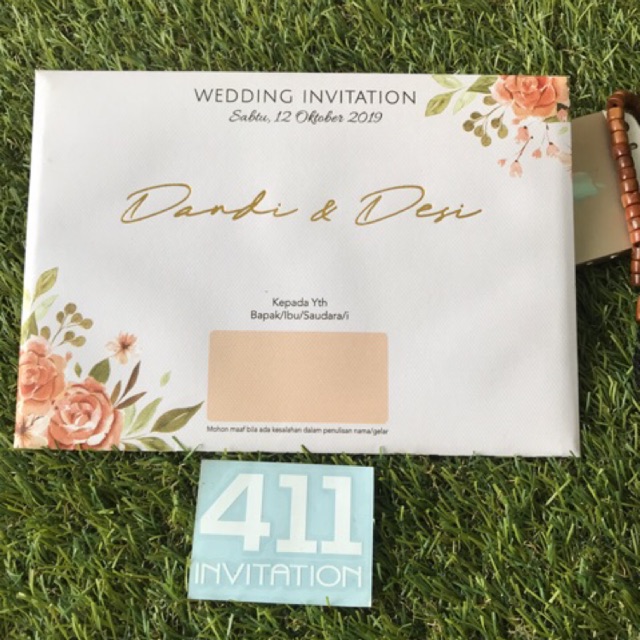 WEDDING INVITATION
Sabtu, 12 Oktober 2019
Dandi & Desi
Kepada Yth
Bapak/Ibu/Saudara/i
Mohon maaf bila ada kesalahan dalam penulisan nama/gelar
411
INVITATION